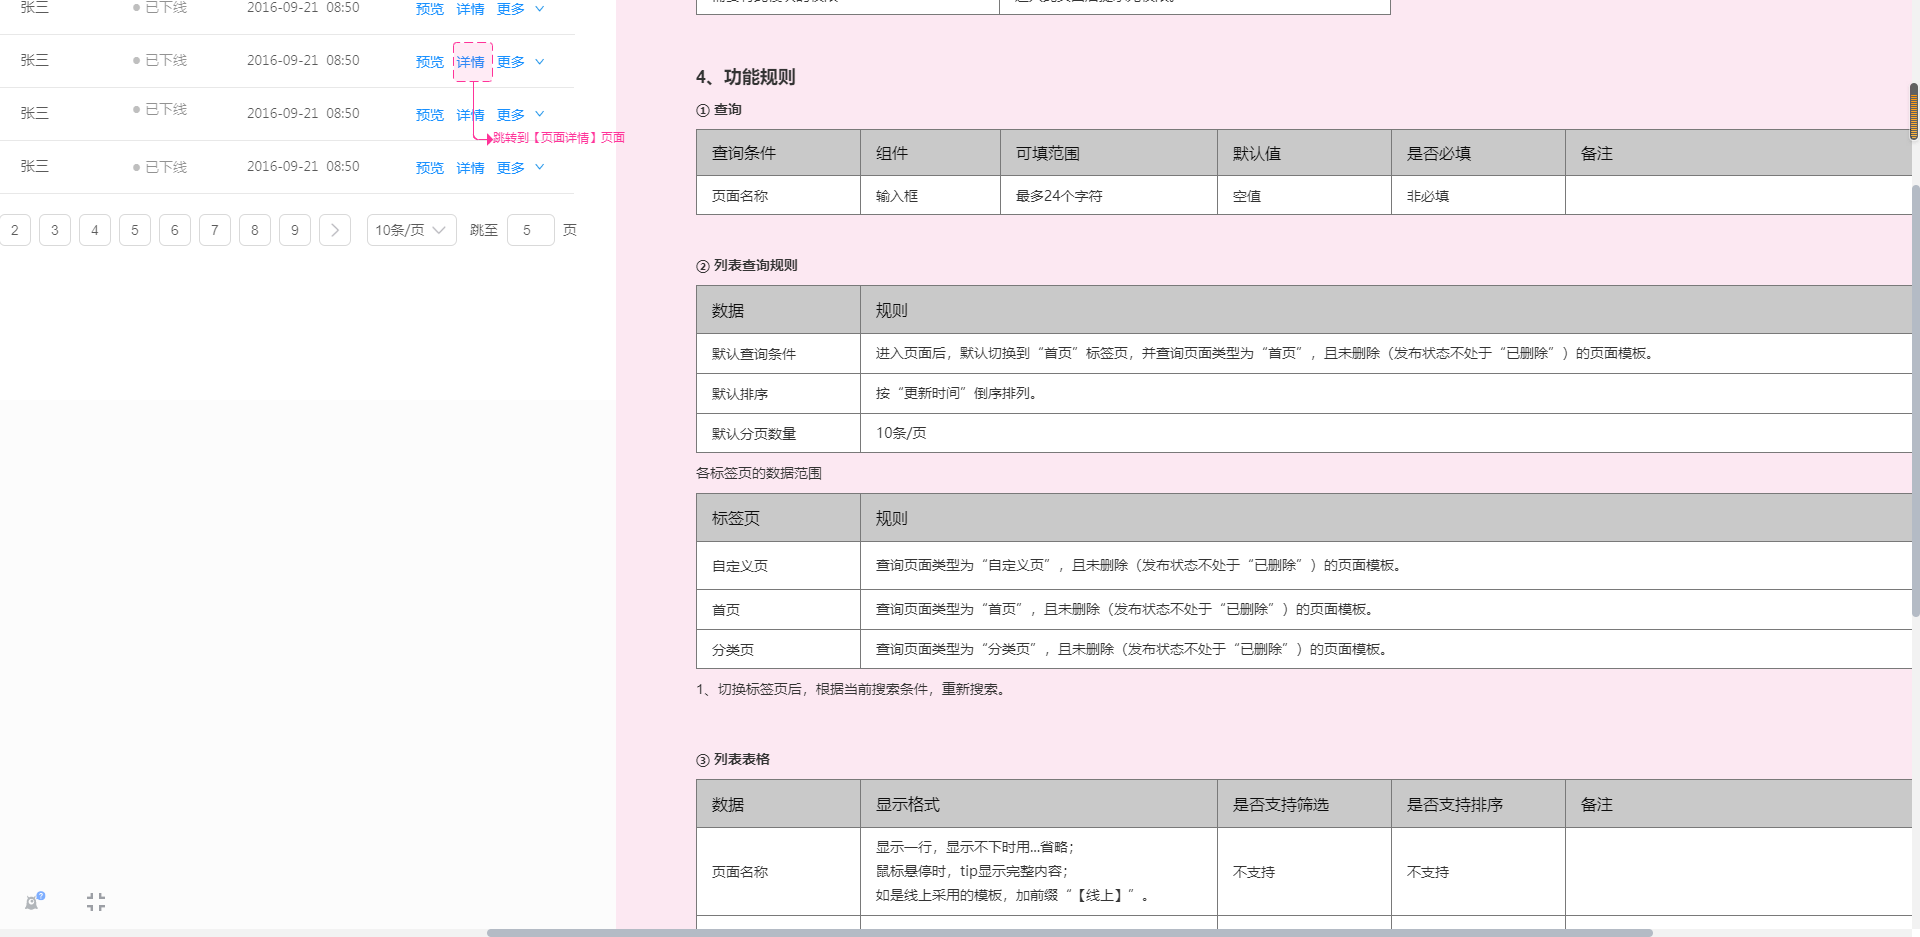 张三 已下线 2016-09-21 08:50 预览 详情 更多
张三 已下线 2016-09-21 08:50 预览 详情 更多
张三 已下线 2016-09-21 08:50 预览 详情 更多
跳转到【页面详情】页面
张三 已下线 2016-09-21 08:50 预览 详情 更多
2 3 4 5 6 7 8 9 10条/页 跳至 5 页
4、功能规则
① 查询
查询条件 组件 可填范围 默认值 是否必填 备注
页面名称 输入框 最多24个字符 空值 非必填
② 列表查询规则
数据 规则
默认查询条件 进入页面后，默认切换到“首页”标签页，并查询页面类型为“首页”，且未删除（发布状态不处于“已删除”）的页面模板。
默认排序 按“更新时间”倒序排列。
默认分页数量 10条/页
各标签页的数据范围
标签页 规则
自定义页 查询页面类型为“自定义页”，且未删除（发布状态不处于“已删除”）的页面模板。
首页 查询页面类型为“首页”，且未删除（发布状态不处于“已删除”）的页面模板。
分类页 查询页面类型为“分类页”，且未删除（发布状态不处于“已删除”）的页面模板。
1、切换标签页后，根据当前搜索条件，重新搜索。
③ 列表表格
数据 显示格式 是否支持筛选 是否支持排序 备注
页面名称 显示一行，显示不下时用...省略；
鼠标悬停时，tip显示完整内容；
如是线上采用的模板，加前缀“【线上】”。
不支持 不支持